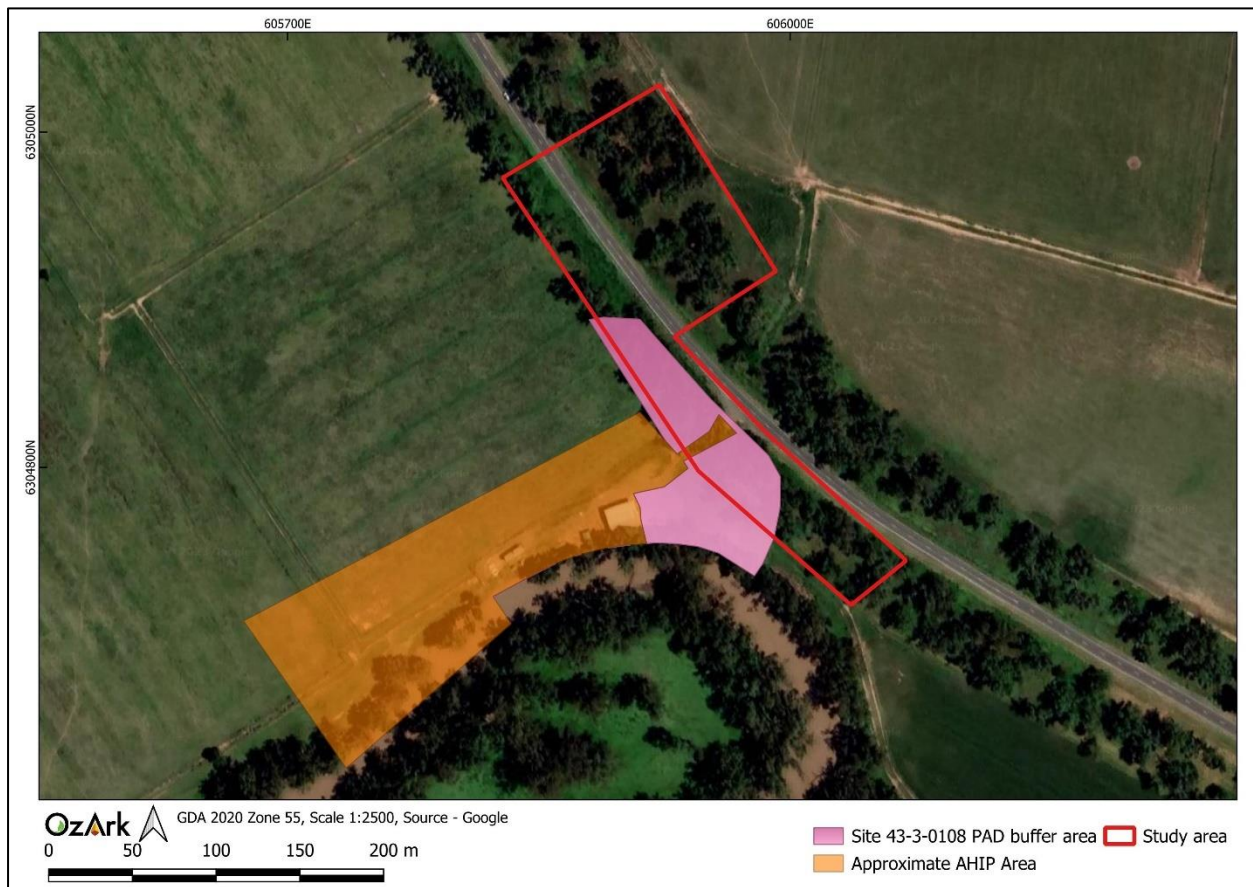 605700E
606000E
6305000N
6304800N
OzArk
GDA 2020 Zone 55, Scale 1:2500, Source - Google
0 50 100 150 200 m
Site 43-3-0108 PAD buffer area
Study area
Approximate AHIP Area